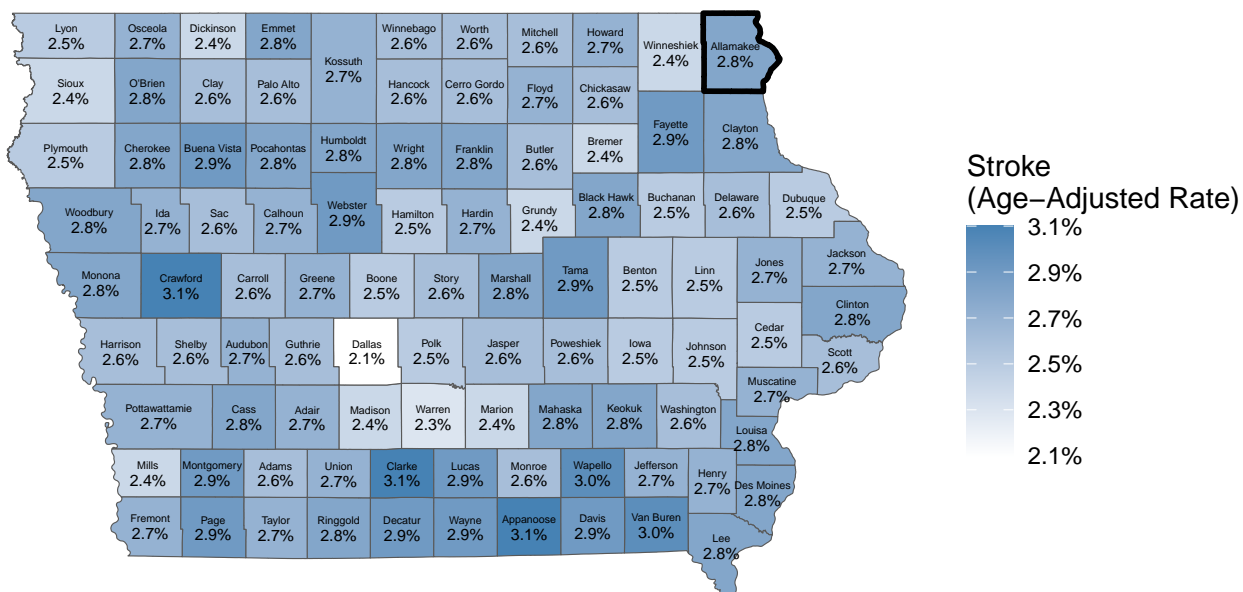 Lyon
2.5%
Osceola
2.7%
Dickinson
2.4%
Emmet
2.8%
Kossuth
2.7%
Winnebago
2.6%
Worth
2.6%
Mitchell
2.6%
Howard
2.7%
Winneshiek
2.4%
Allamakee
2.8%
Sioux
2.4%
O'Brien
2.8%
Clay
2.6%
Palo Alto
2.6%
Hancock
2.6%
Cerro Gordo
2.6%
Floyd
2.7%
Chickasaw
2.6%
Fayette
2.9%
Clayton
2.8%
Plymouth
2.5%
Cherokee
2.8%
Buena Vista
2.9%
Pocahontas
2.8%
Humboldt
2.8%
Wright
2.8%
Franklin
2.8%
Butler
2.6%
Bremer
2.4%
Woodbury
2.8%
Ida
2.7%
Sac
2.6%
Calhoun
2.7%
Webster
2.9%
Hamilton
2.5%
Hardin
2.7%
Grundy
2.4%
Black Hawk
2.8%
Buchanan
2.5%
Delaware
2.6%
Dubuque
2.5%
Monona
2.8%
Crawford
3.1%
Carroll
2.6%
Greene
2.7%
Boone
2.5%
Story
2.6%
Marshall
2.8%
Tama
2.9%
Benton
2.5%
Linn
2.5%
Jones
2.7%
Jackson
2.7%
Clinton
2.8%
Harrison
2.6%
Shelby
2.6%
Audubon
2.7%
Guthrie
2.6%
Dallas
2.1%
Polk
2.5%
Jasper
2.6%
Poweshiek
2.6%
Iowa
2.5%
Johnson
2.5%
Cedar
2.5%
Scott
2.6%
Muscatine
2.7%
Pottawattamie
2.7%
Cass
2.8%
Adair
2.7%
Madison
2.4%
Warren
2.3%
Marion
2.4%
Mahaska
2.8%
Keokuk
2.8%
Washington
2.6%
Louisa
2.8%
Mills
2.4%
Montgomery
2.9%
Adams
2.6%
Union
2.7%
Clarke
3.1%
Lucas
2.9%
Monroe
2.6%
Wapello
3.0%
Jefferson
2.7%
Henry
2.7%
Des Moines
2.8%
Fremont
2.7%
Page
2.9%
Taylor
2.7%
Ringgold
2.8%
Decatur
2.9%
Wayne
2.9%
Appanoose
3.1%
Davis
2.9%
Van Buren
3.0%
Lee
2.8%
Stroke
(Age−Adjusted Rate)
3.1%
2.9%
2.7%
2.5%
2.3%
2.1%